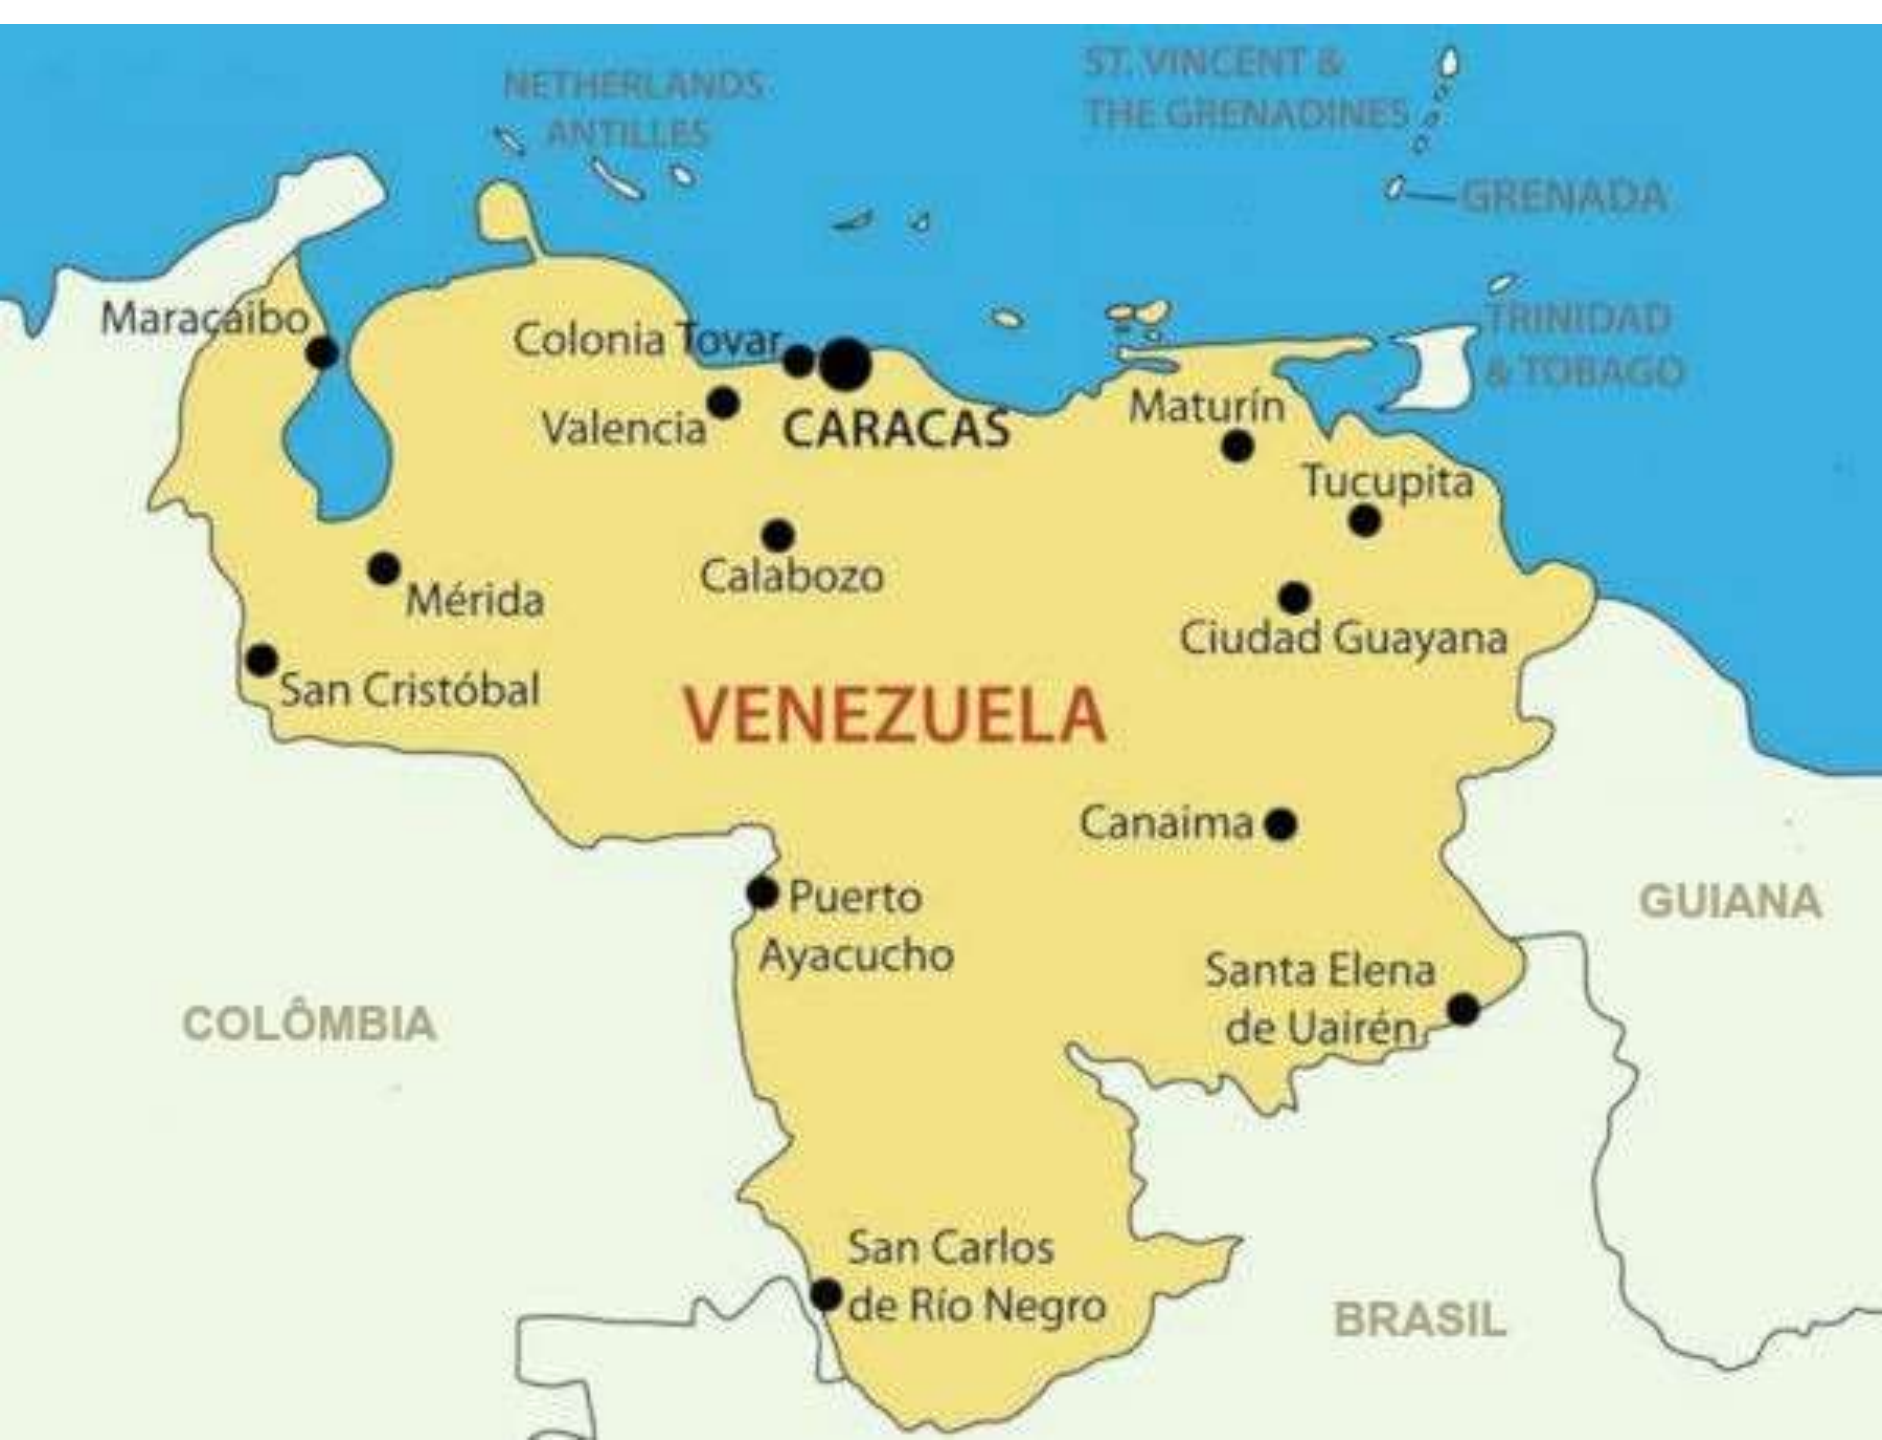 NETHERLANDS
ANTILLES
ST. VINCENT &
THE GRENADINES
GRENADA
TRINIDAD
& TOBAGO
Maracaibo
Colonia Tovar
Valencia
CARACAS
Maturín
Tucupita
Calabozo
Mérida
Ciudad Guayana
San Cristóbal
VENEZUELA
Canaima
Puerto
Ayacucho
GUIANA
Santa Elena
de Uairén
COLÔMBIA
San Carlos
de Río Negro
BRASIL